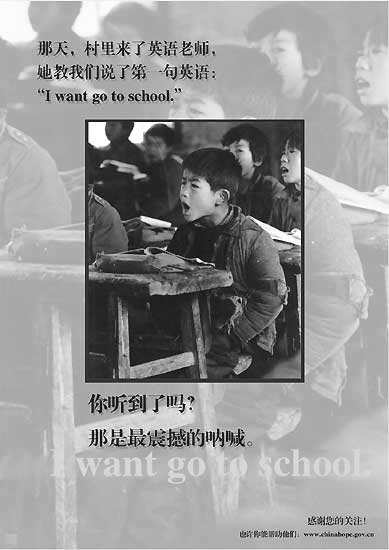 那天，村里来了英语老师，
她教我们说了第一句英语：
“I want go to school.”
你听到了吗？
那是最震撼的呐喊。
I want go to school.
感谢您的关注！
也许你能帮助他们：www.chinahope.gov.cn